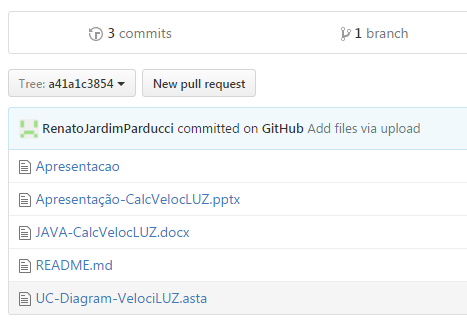 3 commits
1 branch
Tree: a41a1c3854
New pull request
RenatoJardimParducci committed on GitHub Add files via upload
Apresentacao
Apresentação-CalcVelocLUZ.pptx
JAVA-CalcVelocLUZ.docx
README.md
UC-Diagram-VelociLUZ.asta